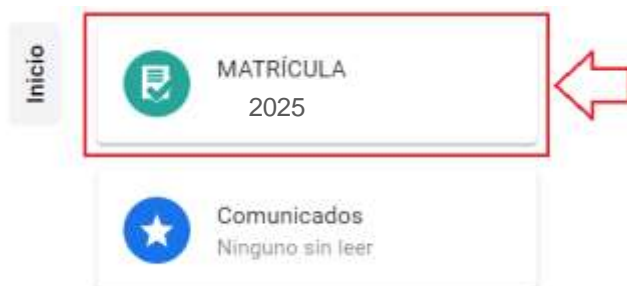 Inicio
MATRÍCULA
2025
Comunicados
Ninguno sin leer